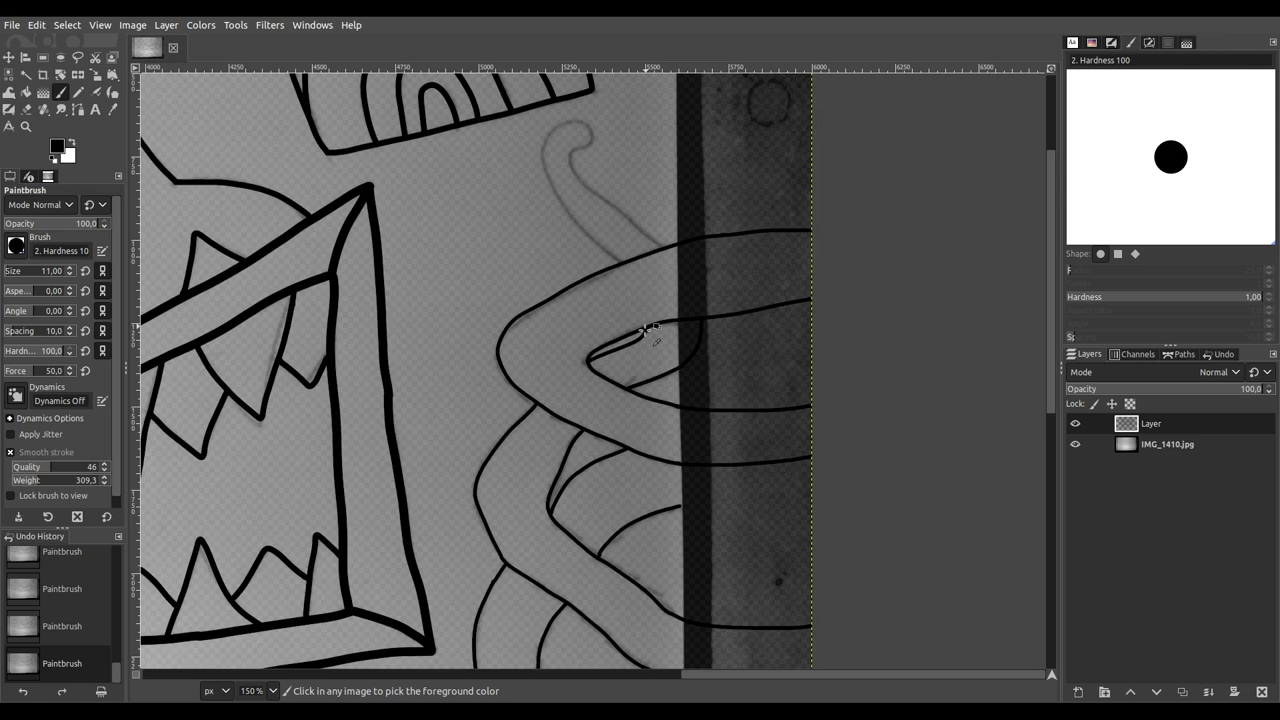 File Edit Select View Image Layer Colors Tools Filters Windows Help
4000 4250 4500 4750 5000 5250 5500 5750 6000 6250 6500
2. Hardness 100
Paintbrush
Mode Normal
Opacity 100,0
Brush
2. Hardness 10
Size 11,00
Aspe... 0,00
Angle 0,00
Spacing 10,0
Hardn... 100,0
Force 50,0
Dynamics
Dynamics Off
Dynamics Options
Apply Jitter
Smooth stroke
Quality 46
Weight 309,3
Lock brush to view
Undo History
Paintbrush
Paintbrush
Paintbrush
Paintbrush
px 150 % Click in any image to pick the foreground color
Shape:
Hardness 1,00
Layers Channels Paths Undo
Mode Normal
Opacity 100,0
Lock:
Layer
IMG_1410.jpg